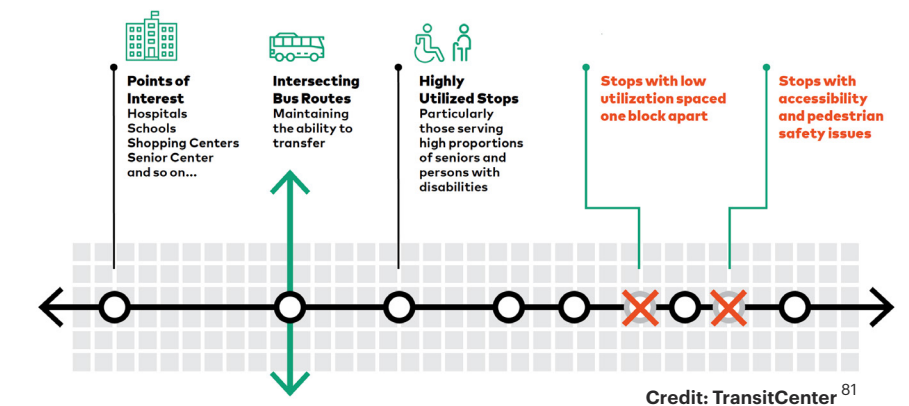 Points of
Interest
Hospitals
Schools
Shopping Centers
Senior Center
and so on...
Intersecting
Bus Routes
Maintaining
the ability to
transfer
Highly
Utilized Stops
Particularly
those serving
high proportions
of seniors and
persons with
disabilities
Stops with low
utilization spaced
one block apart
Stops with
accessibility
and pedestrian
safety issues
Credit: TransitCenter 81